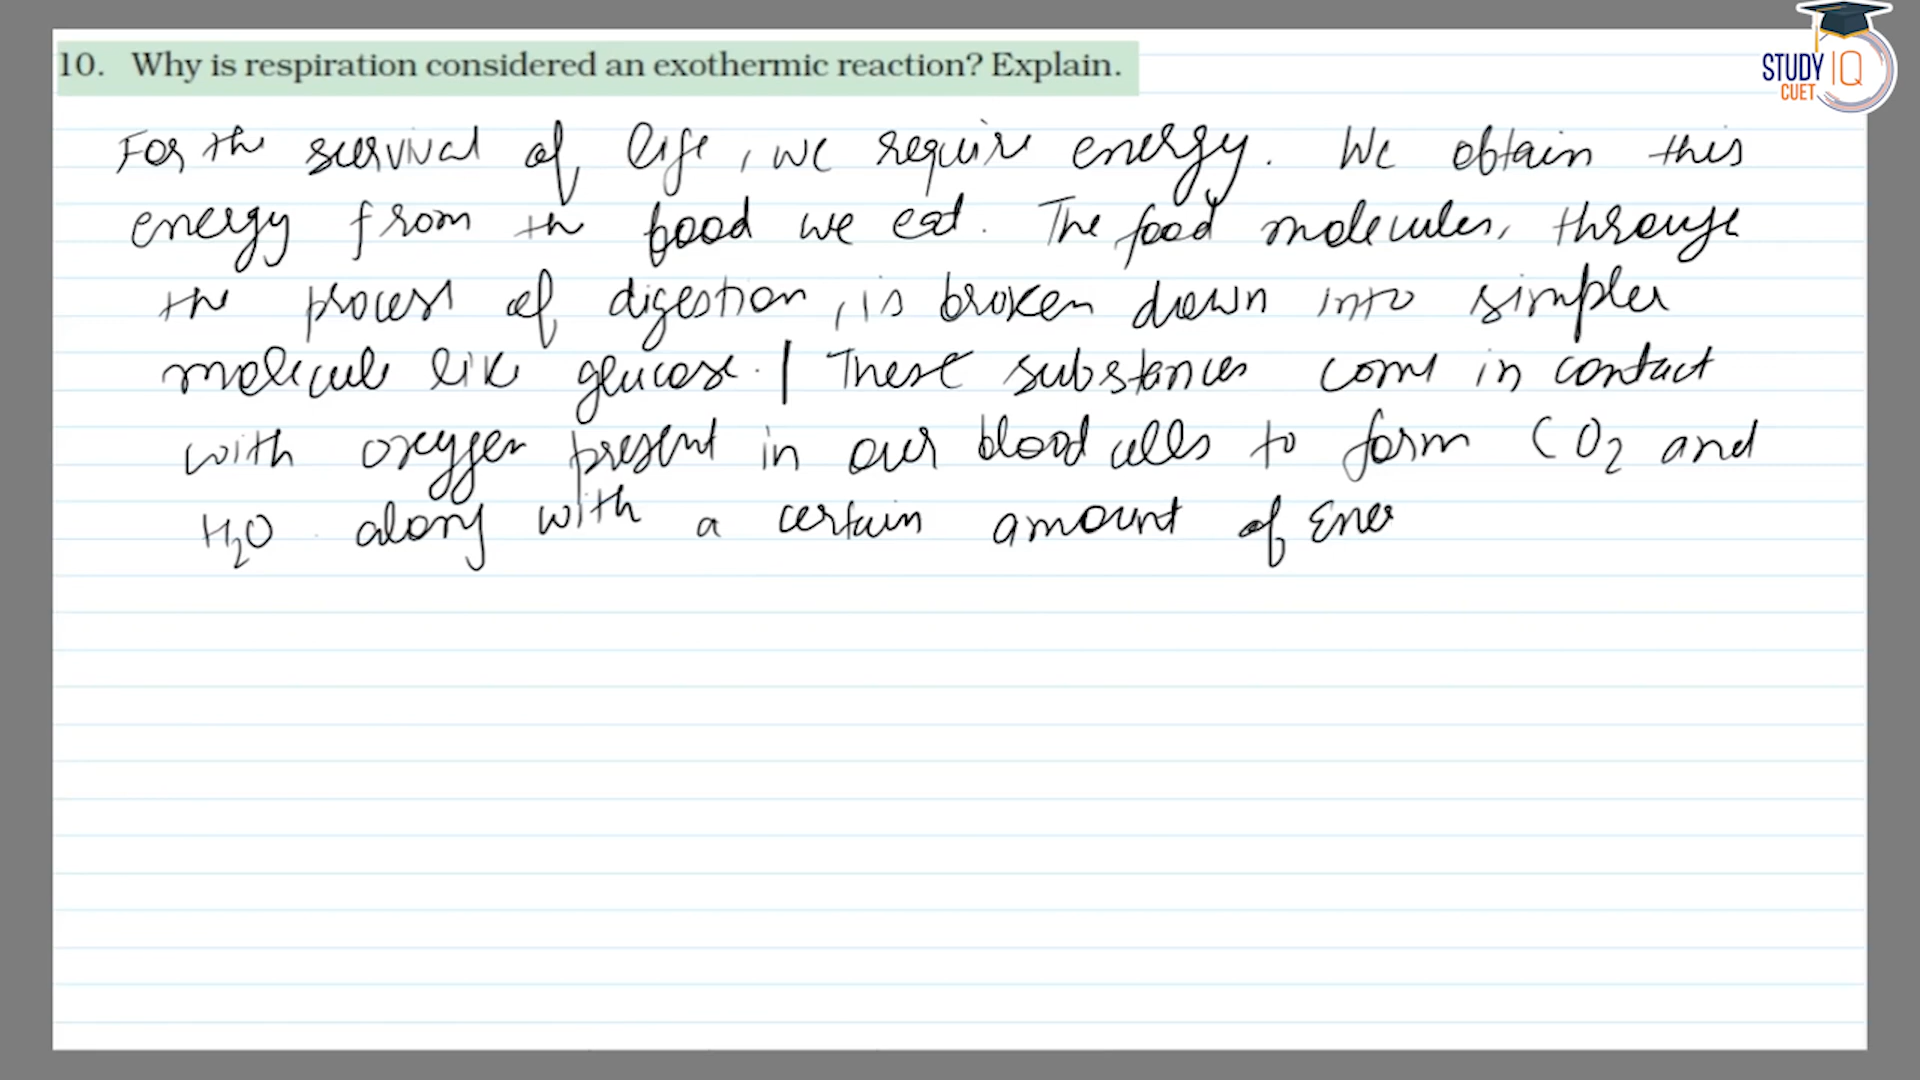 10. Why is respiration considered an exothermic reaction? Explain.
STUDY IQ
CUET
For the survival of life, we require energy. We obtain this
energy from the food we eat. The food molecules, through
the process of digestion, is broken down into simpler
molecule like glucose. | These substances come in contact
with oxygen present in our blood cells to form CO2 and
H2O along with a certain amount of Ener